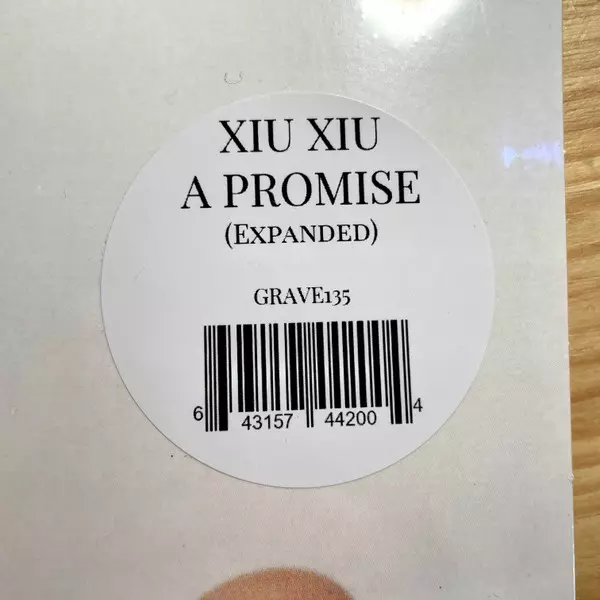 XIU XIU
A PROMISE
(EXPANDED)
GRAVE135
6 43157 44200 4